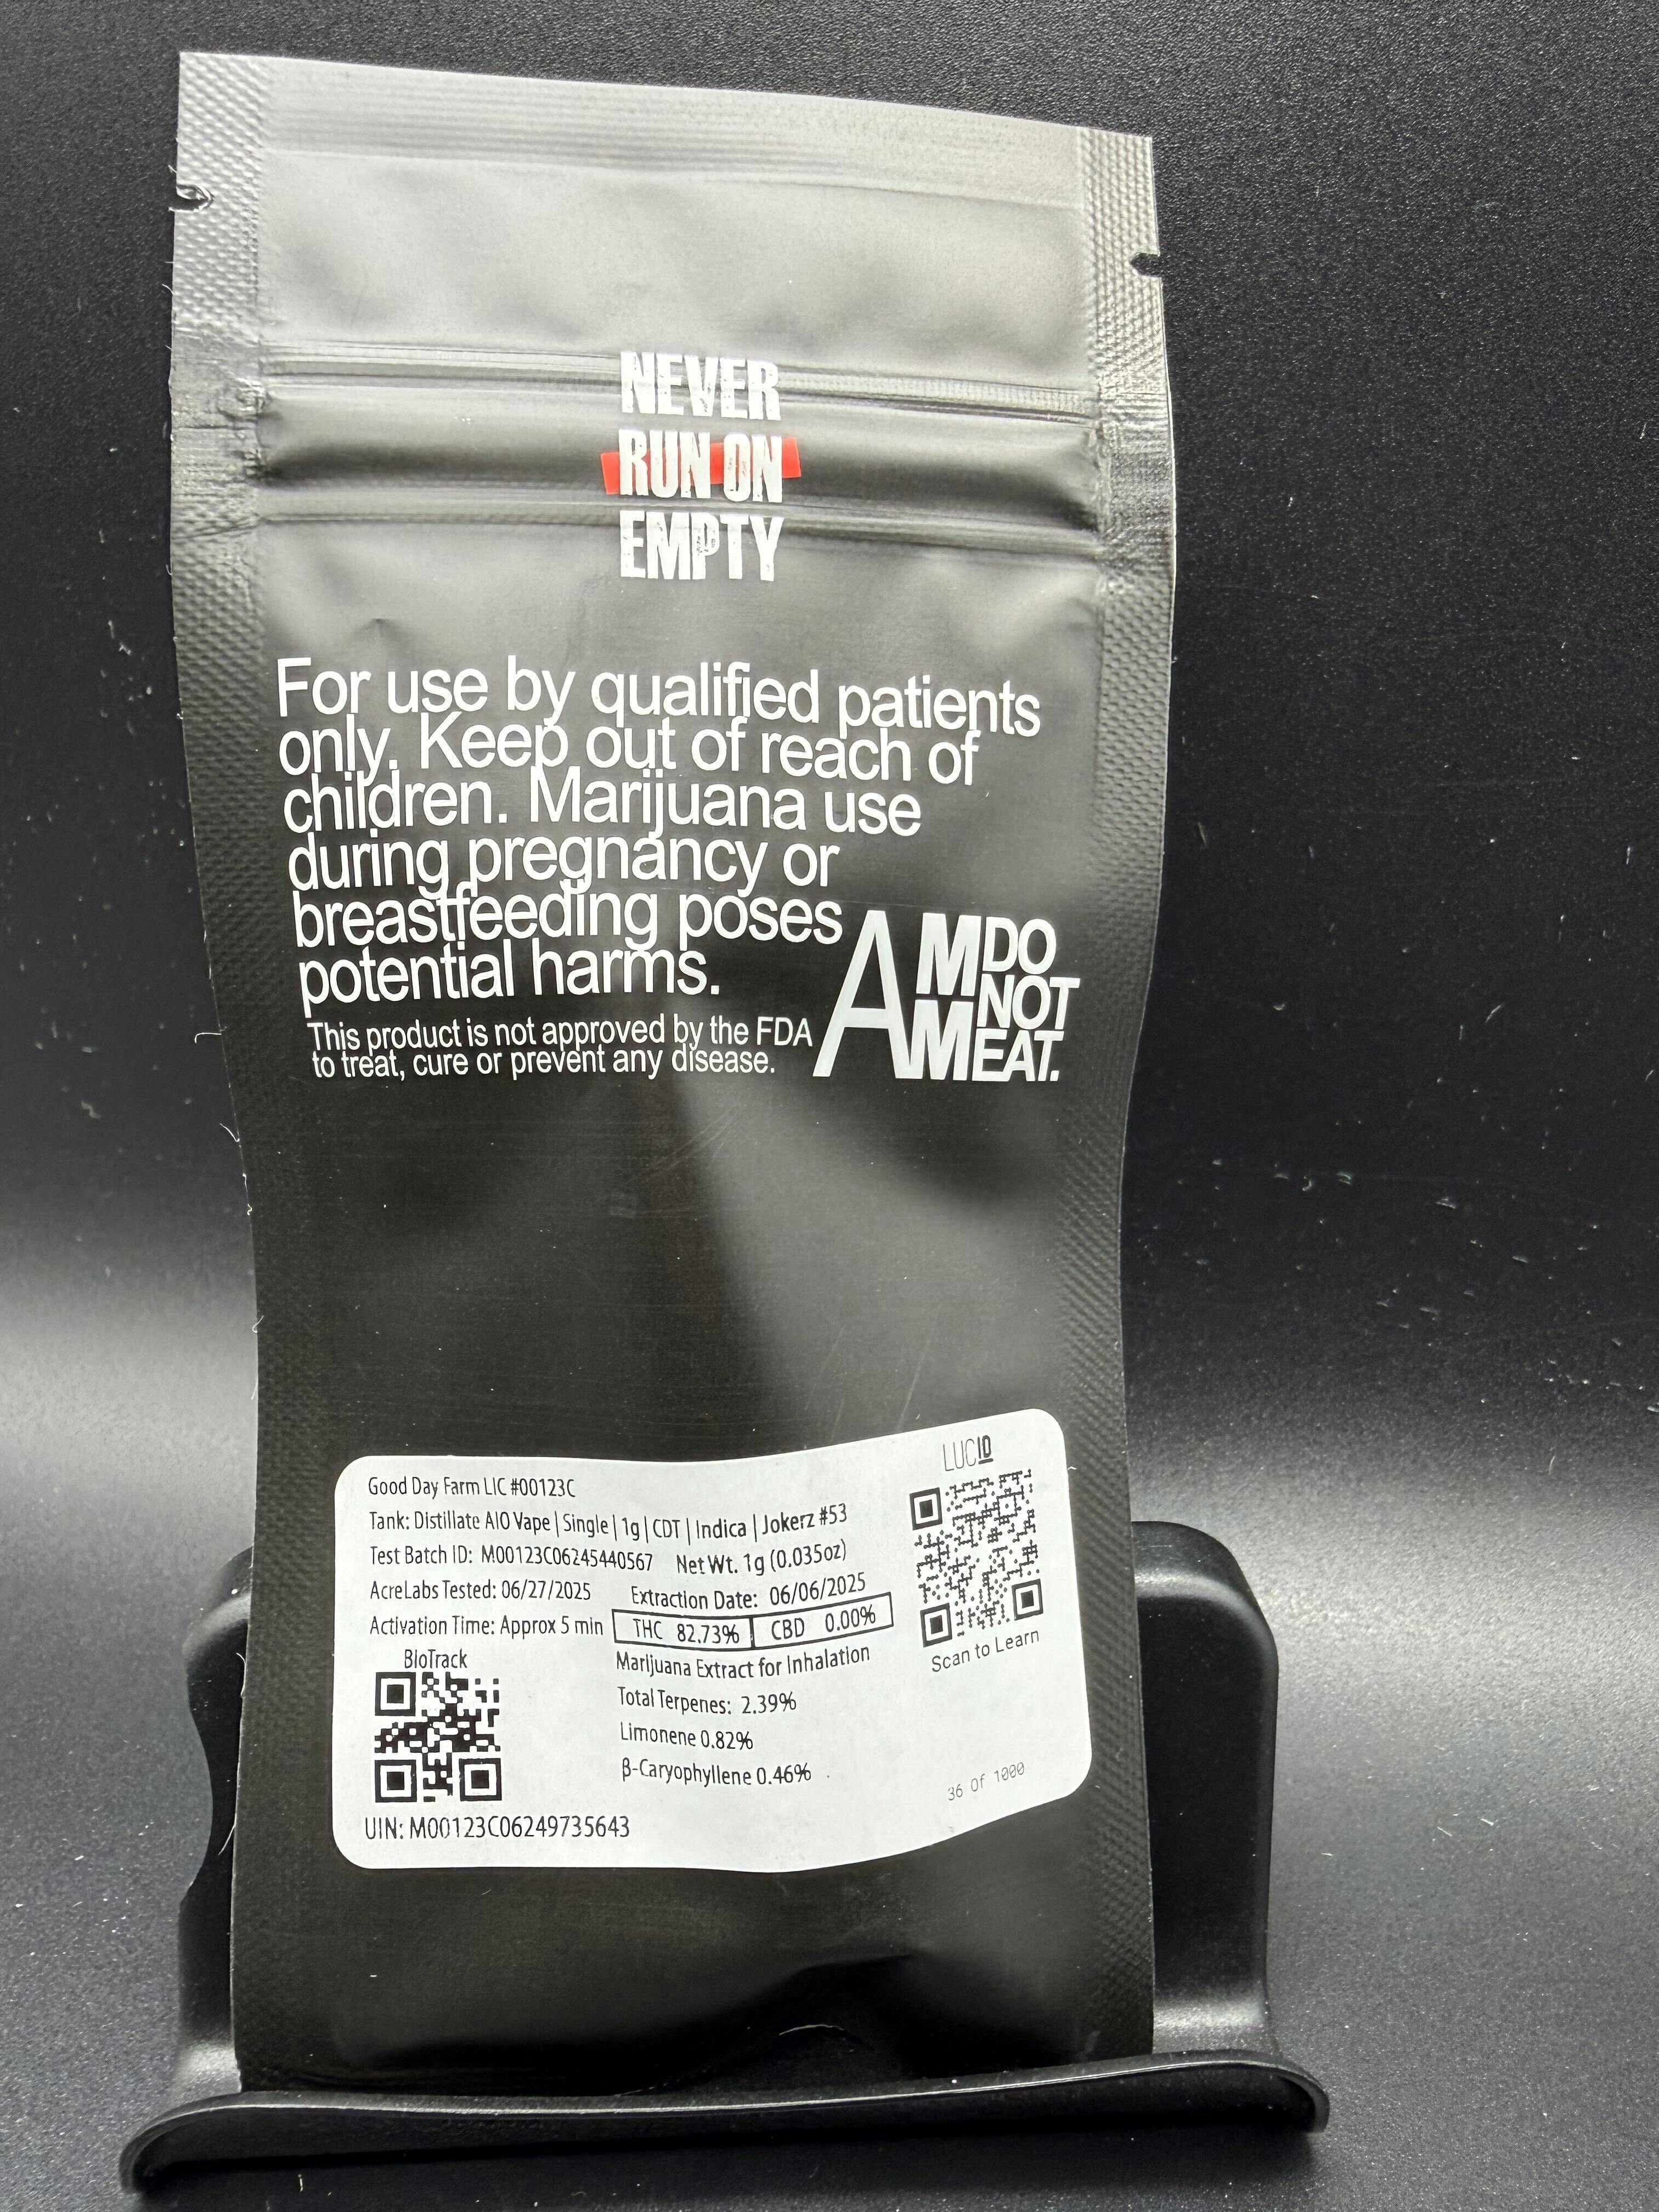 NEVER
RUN ON
EMPTY
For use by qualified patients
only. Keep out of reach of
children. Marijuana use
during pregnancy or
breastfeeding poses
potential harms.
This product is not approved by the FDA
to treat, cure or prevent any disease.
A MM DO
NOT
EAT.
LUCID
Good Day Farm LIC #00123C
Tank: Distillate AIO Vape | Single | 1g | CDT | Indica | Jokerz #53
Test Batch ID: M00123C06245440567 Net Wt. 1g (0.035oz)
AcreLabs Tested: 06/27/2025 Extraction Date: 06/06/2025
Activation Time: Approx 5 min THC 82.73% CBD 0.00%
Scan to Learn
BioTrack
Marijuana Extract for Inhalation
Total Terpenes: 2.39%
Limonene 0.82%
β-Caryophyllene 0.46%
36 Of 1000
UIN: M00123C06249735643